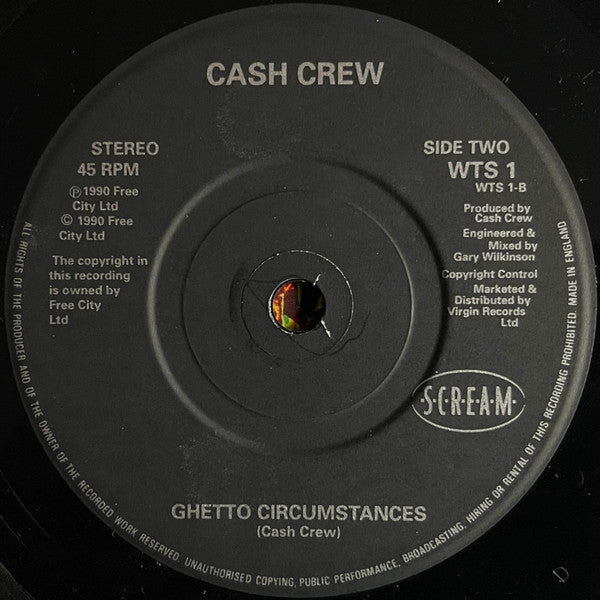 CASH CREW
STEREO
45 RPM
℗ 1990 Free
City Ltd
© 1990 Free
City Ltd
The copyright in
this recording
is owned by
Free City
Ltd
SIDE TWO
WTS 1
WTS 1-B
Produced by
Cash Crew
Engineered &
Mixed by
Gary Wilkinson
Copyright Control
Marketed &
Distributed by
Virgin Records
Ltd
S·C·R·E·A·M·
GHETTO CIRCUMSTANCES
(Cash Crew)
ALL RIGHTS OF THE PRODUCER AND OF THE OWNER OF THE RECORDED WORK RESERVED. UNAUTHORISED COPYING, PUBLIC PERFORMANCE, BROADCASTING, HIRING OR RENTAL OF THIS RECORDING PROHIBITED. MADE IN ENGLAND
D